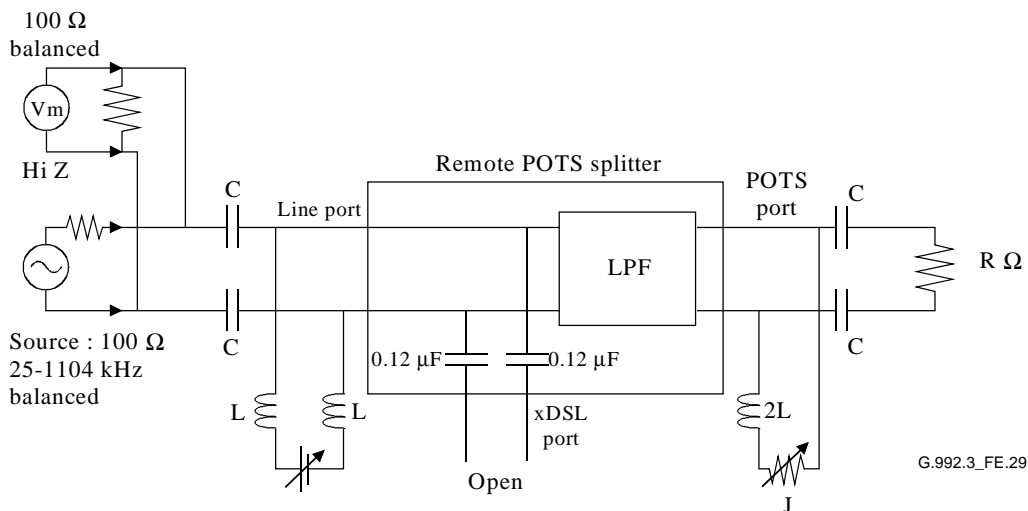 100 Ω
balanced
Vm
Hi Z
Remote POTS splitter
C
Line port
POTS
port
C
LPF
R Ω
C
C
Source : 100 Ω
25-1104 kHz
balanced
0.12 µF
0.12 µF
L
L
xDSL
port
2L
Open
J
G.992.3_FE.29